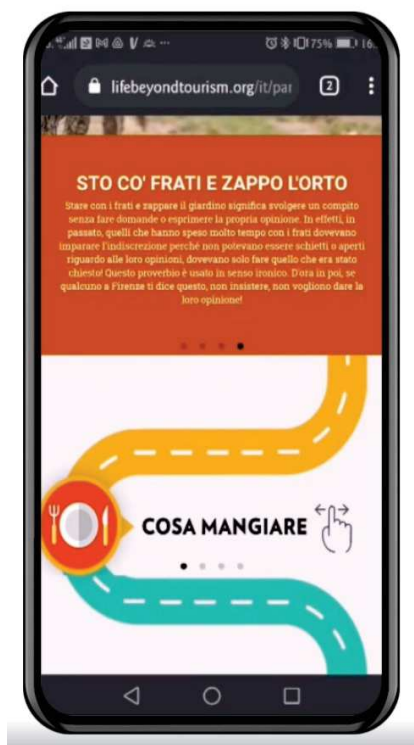 75%
lifebeyondtourism.org/it/pai
2
STO CO' FRATI E ZAPPO L'ORTO
Stare con i frati e zappare il giardino significa svolgere un compito
senza fare domande o esprimere la propria opinione. In effetti, in
passato, quelli che hanno speso molto tempo con i frati dovevano
imparare l'indiscrezione perché non potevano essere schietti o aperti
riguardo alle loro opinioni, dovevano solo fare quello che era stato
chiesto! Questo proverbio è usato in senso ironico. D'ora in poi, se
qualcuno a Firenze ti dice questo, non insistere, non vogliono dare la
loro opinione!
COSA MANGIARE